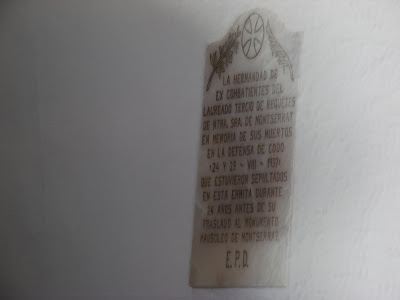 LA HERMANDAD DE
EX COMBATIENTES DEL
LAUREADO TERCIO DE REQUETES
DE NTRA. SRA. DE MONTSERRAT
EN MEMORIA DE SUS MUERTOS
EN LA DEFENSA DE CODO
(24 Y 25 - VIII - 1937)
QUE ESTUVIERON SEPULTADOS
EN ESTA ERMITA DURANTE
24 AÑOS ANTES DE SU
TRASLADO AL MONUMENTO
MAUSOLEO DE MONTSERRAT.
E.P.D.